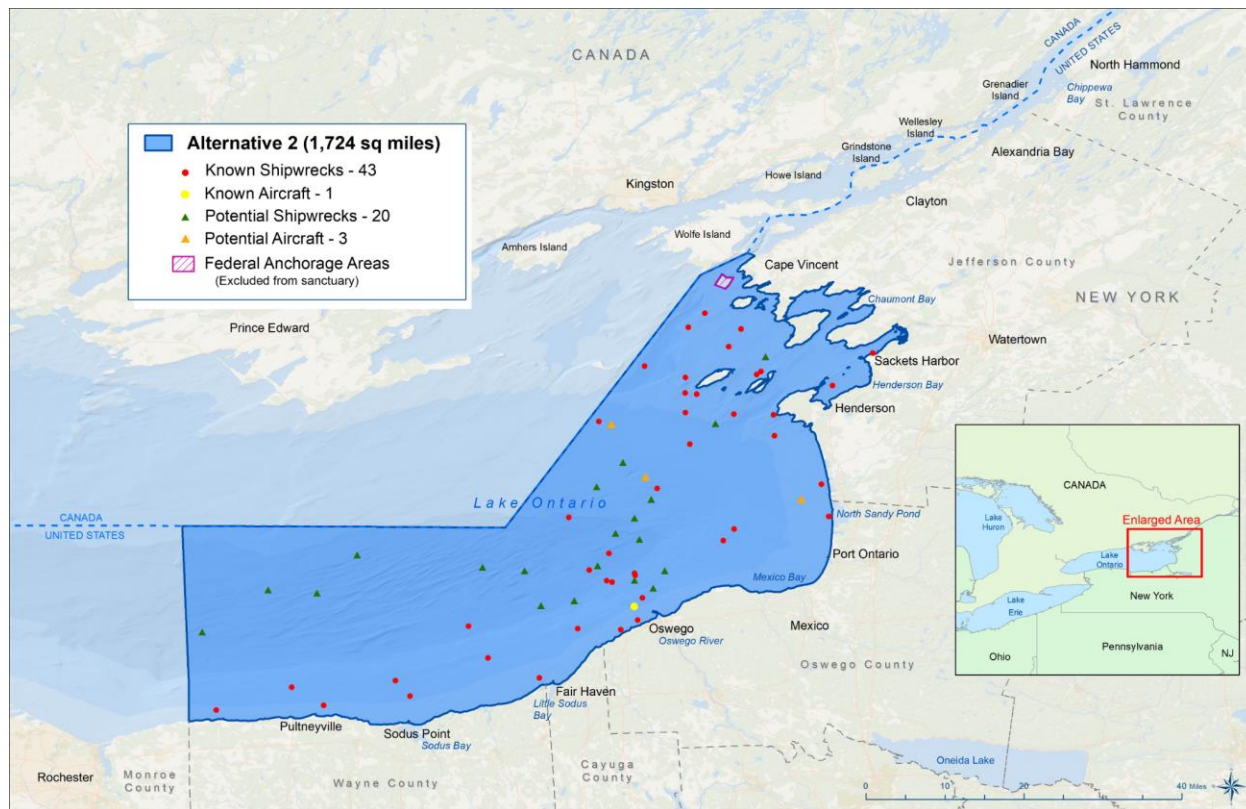 CANADA
CANADA
UNITED STATES
North Hammond
Grenadier
Island
Chippewa
Bay
St. Lawrence
County
Wellesley
Island
Alexandria Bay
Grindstone
Island
Howe Island
Kingston
Clayton
Wolfe Island
Amhers Island
Cape Vincent
Jefferson County
Chaumont Bay
NEW YORK
Watertown
Sackets Harbor
Henderson Bay
Henderson
Prince Edward
Alternative 2 (1,724 sq miles)
Known Shipwrecks - 43
Known Aircraft - 1
Potential Shipwrecks - 20
Potential Aircraft - 3
Federal Anchorage Areas
(Excluded from sanctuary)
Lake Ontario
CANADA
UNITED STATES
North Sandy Pond
Port Ontario
Mexico Bay
Mexico
Oswego
Oswego River
Oswego County
Fair Haven
Little Sodus
Bay
Pultneyville
Sodus Point
Sodus Bay
Rochester
Monroe
County
Wayne County
Cayuga
County
Oneida Lake
CANADA
Lake
Huron
Enlarged Area
Lake
Ontario
New York
Lake
Erie
Pennsylvania
Ohio
NJ
0 10 20 40 Miles